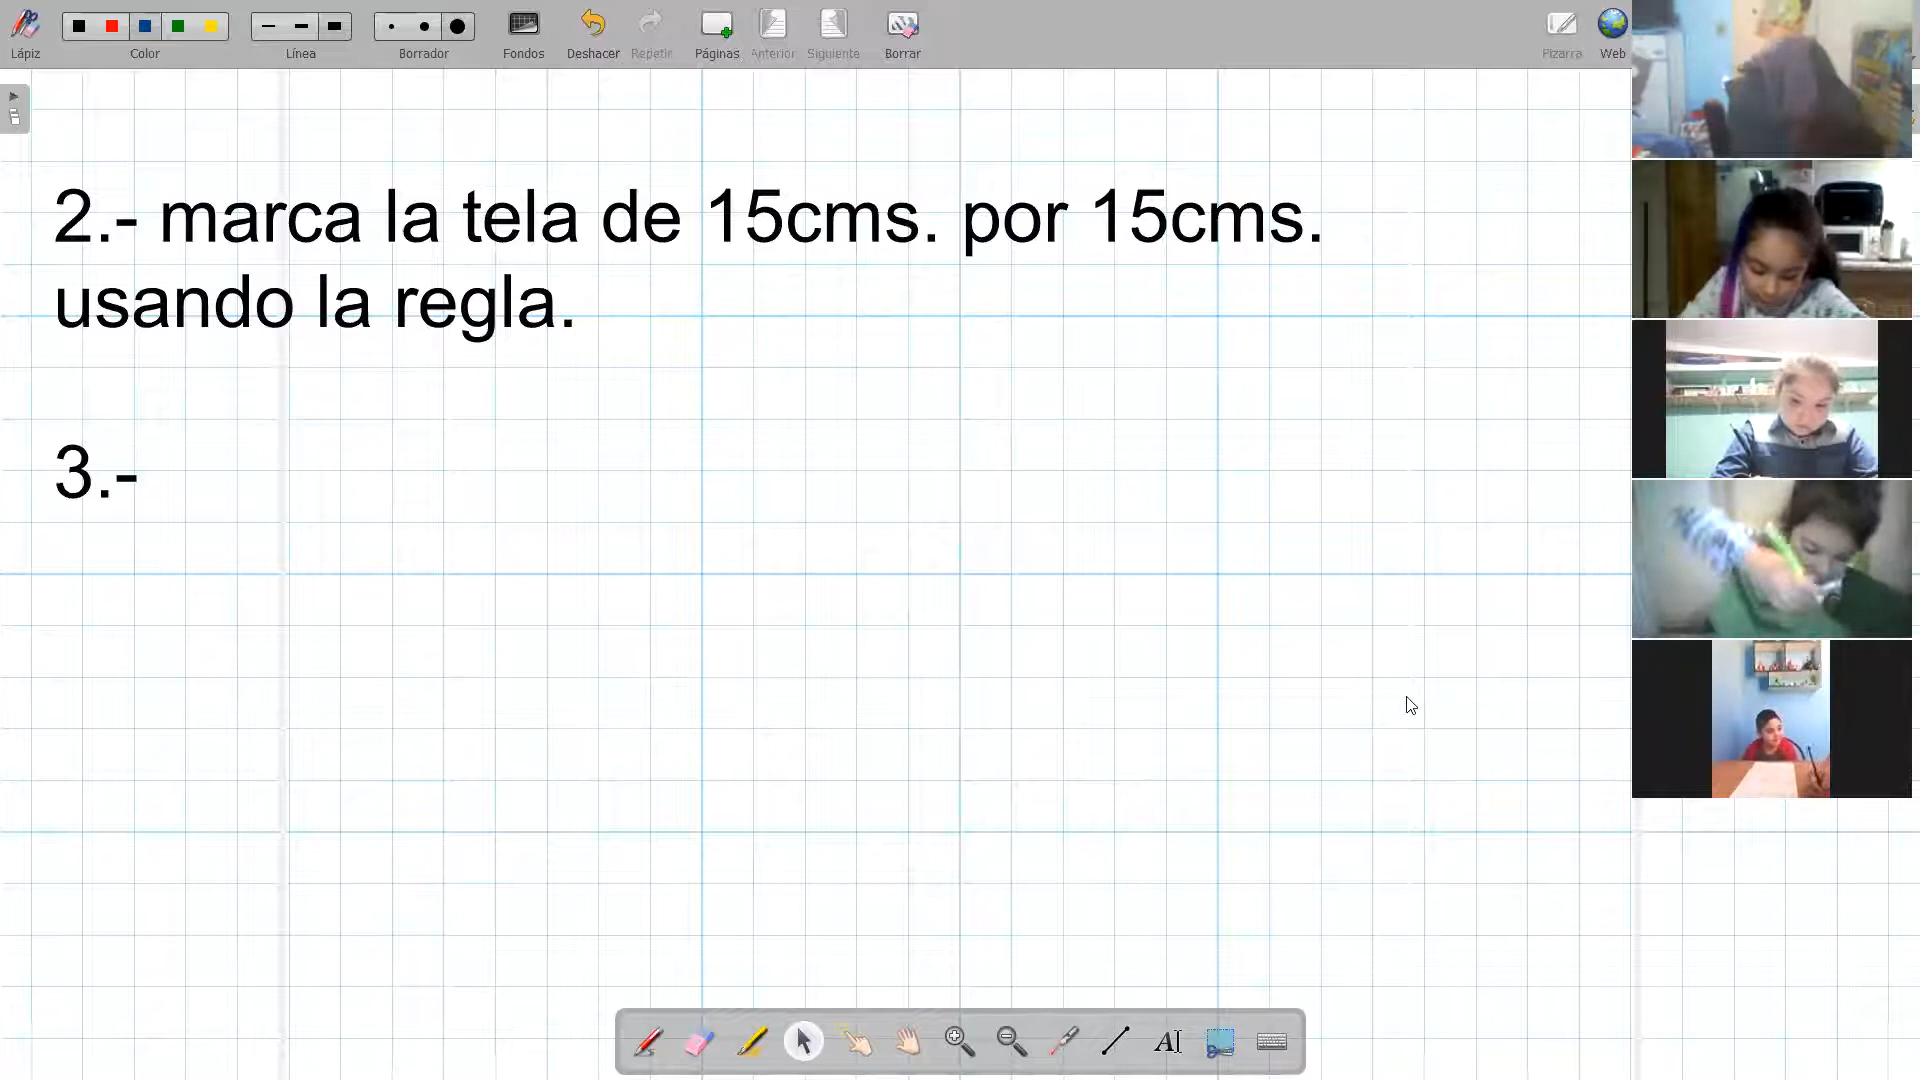 Lápiz Color Línea Borrador Fondos Deshacer Repetir Páginas Anterior Siguiente Borrar Pizarra Web
2.- marca la tela de 15cms. por 15cms.
usando la regla.
3.-